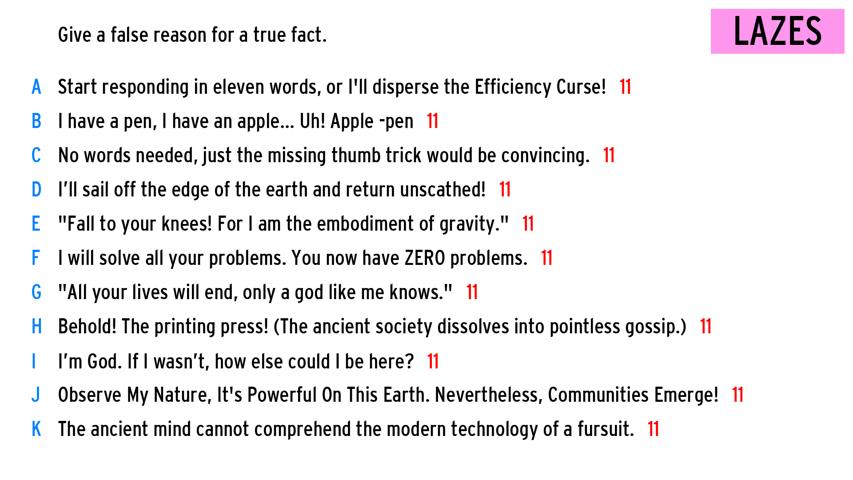 Give a false reason for a true fact.
LAZES
A Start responding in eleven words, or I'll disperse the Efficiency Curse! 11
B I have a pen, I have an apple... Uh! Apple -pen 11
C No words needed, just the missing thumb trick would be convincing. 11
D I’ll sail off the edge of the earth and return unscathed! 11
E "Fall to your knees! For I am the embodiment of gravity." 11
F I will solve all your problems. You now have ZERO problems. 11
G "All your lives will end, only a god like me knows." 11
H Behold! The printing press! (The ancient society dissolves into pointless gossip.) 11
I I’m God. If I wasn’t, how else could I be here? 11
J Observe My Nature, It's Powerful On This Earth. Nevertheless, Communities Emerge! 11
K The ancient mind cannot comprehend the modern technology of a fursuit. 11